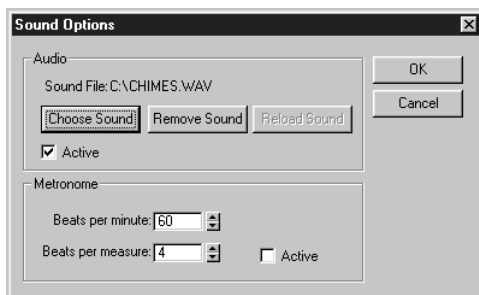 Sound Options
Audio
Sound File: C:\CHIMES.WAV
Choose Sound Remove Sound Reload Sound
Active
OK
Cancel
Metronome
Beats per minute: 60
Beats per measure: 4
Active